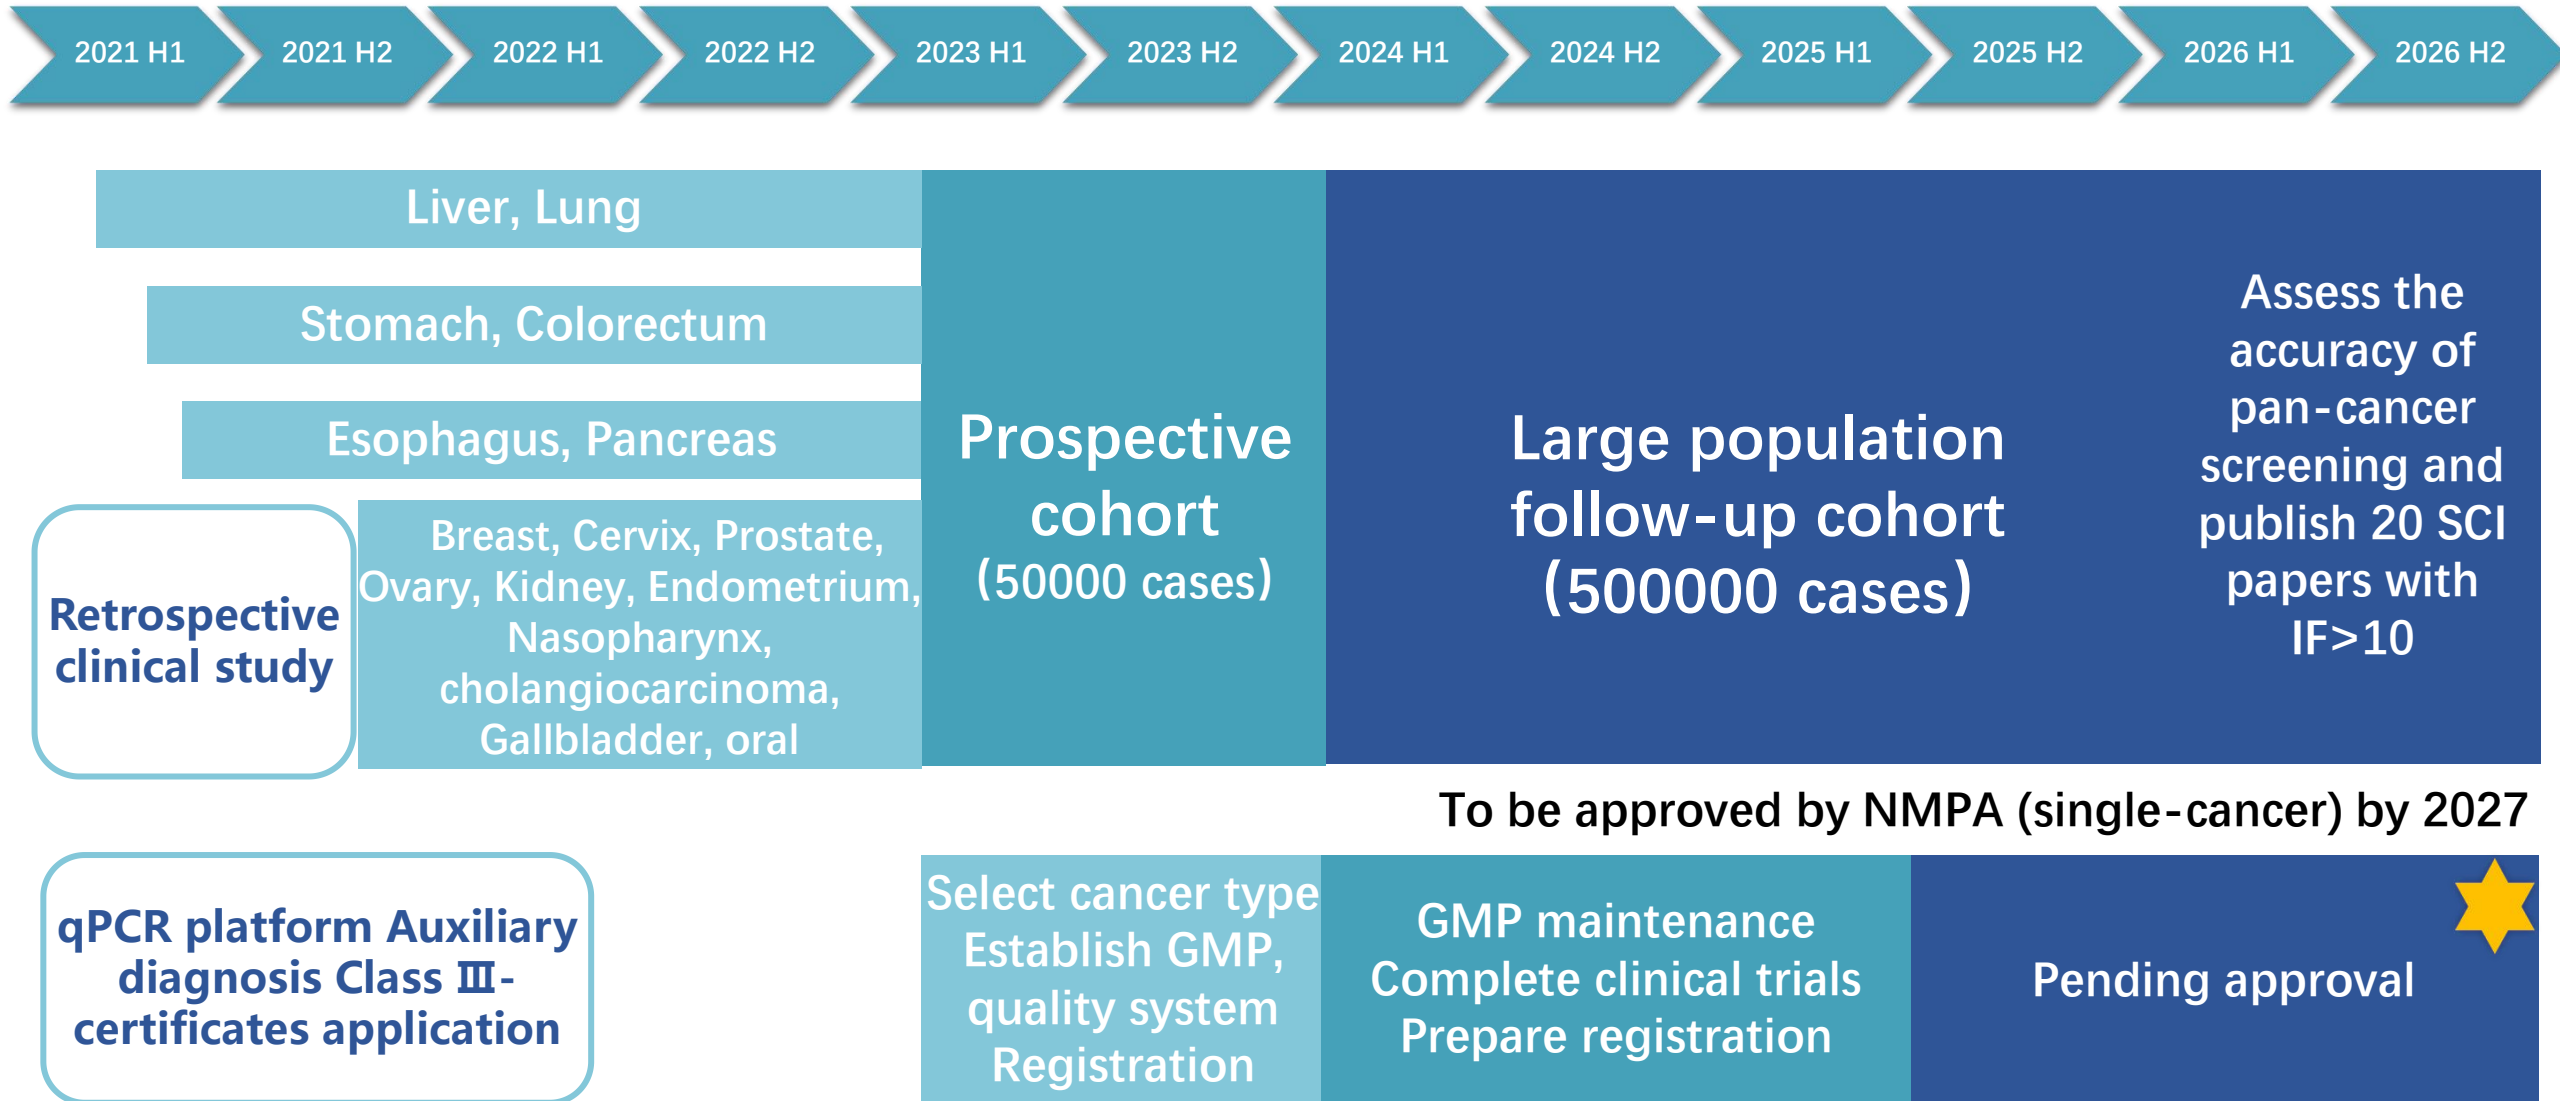 2021 H1
2021 H2
2022 H1
2022 H2
2023 H1
2023 H2
2024 H1
2024 H2
2025 H1
2025 H2
2026 H1
2026 H2
Liver, Lung
Stomach, Colorectum
Esophagus, Pancreas
Retrospective
clinical study
Breast, Cervix, Prostate,
Ovary, Kidney, Endometrium,
Nasopharynx,
cholangiocarcinoma,
Gallbladder, oral
Prospective
cohort
(50000 cases)
Large population
follow-up cohort
(500000 cases)
Assess the
accuracy of
pan-cancer
screening and
publish 20 SCI
papers with
IF>10
To be approved by NMPA (single-cancer) by 2027
qPCR platform Auxiliary
diagnosis Class Ⅲ-
certificates application
Select cancer type
Establish GMP,
quality system
Registration
GMP maintenance
Complete clinical trials
Prepare registration
Pending approval